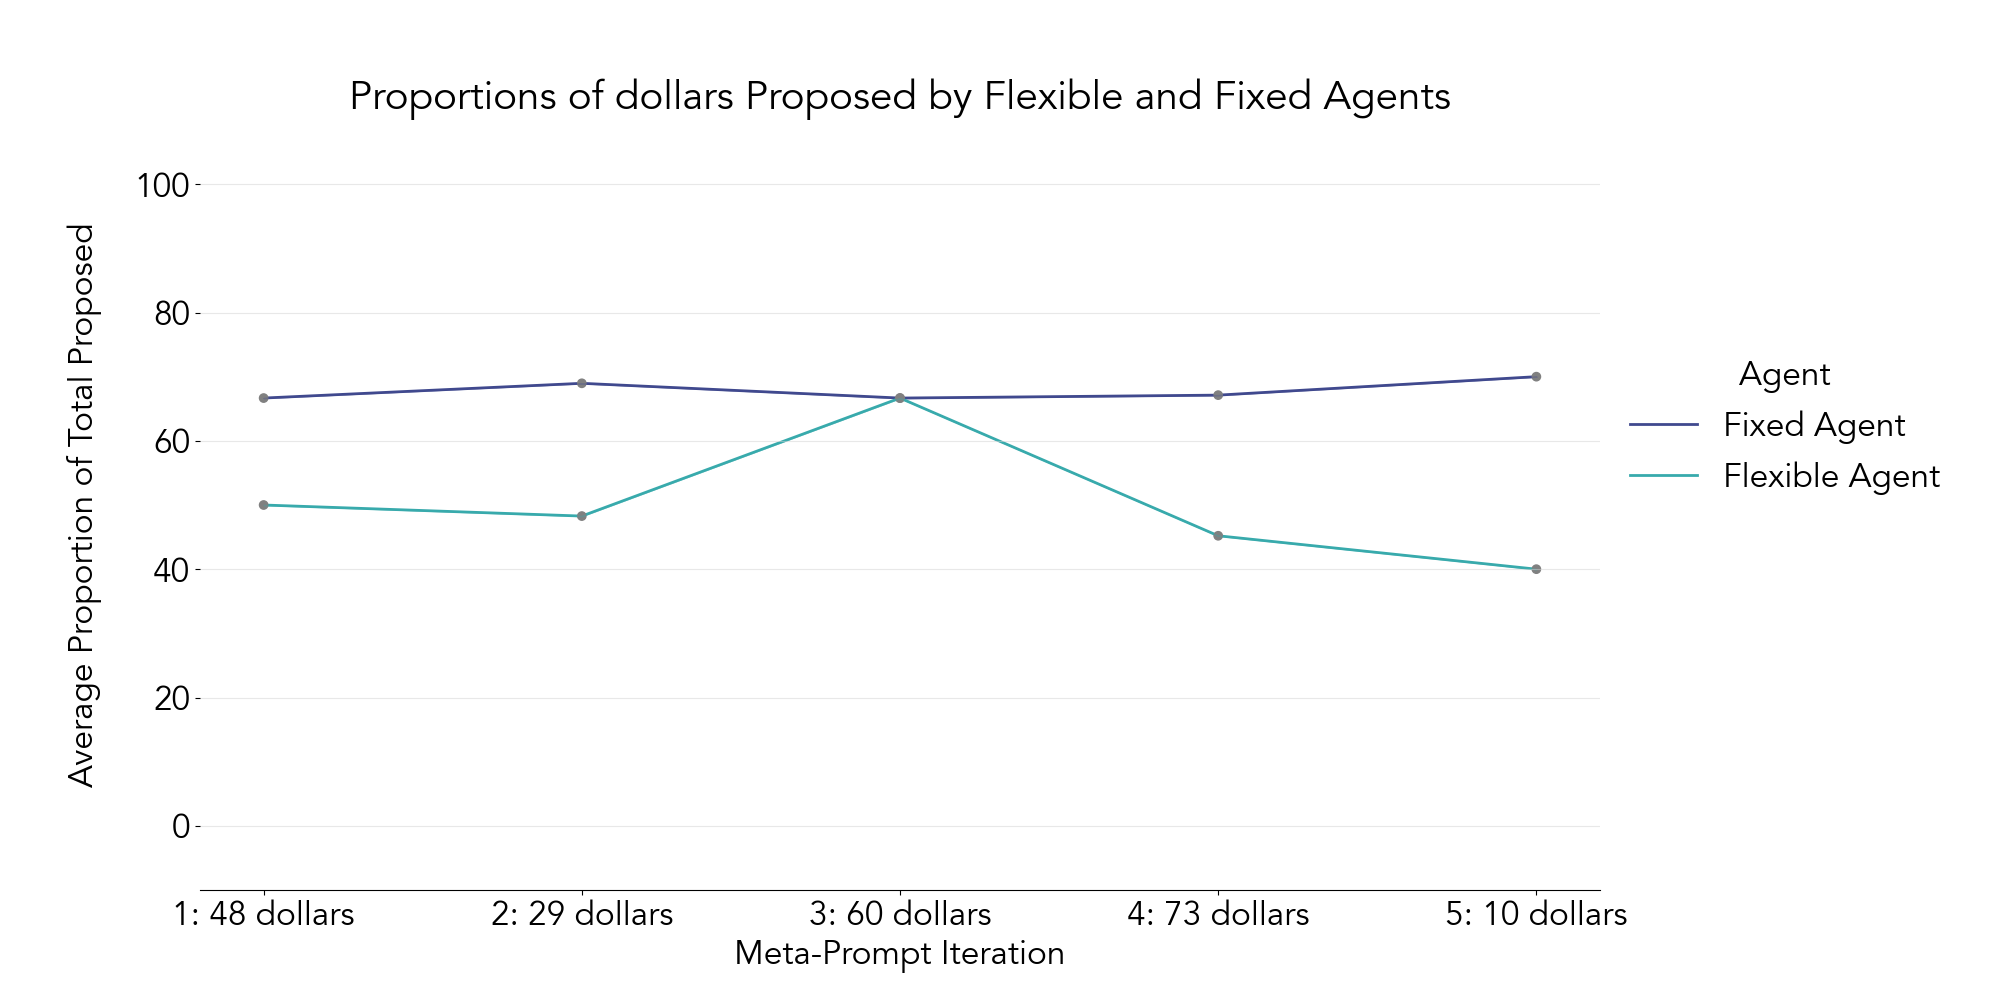 Proportions of dollars Proposed by Flexible and Fixed Agents
Average Proportion of Total Proposed
100
80
60
40
20
0
1: 48 dollars
2: 29 dollars
3: 60 dollars
4: 73 dollars
5: 10 dollars
Meta-Prompt Iteration
Agent
Fixed Agent
Flexible Agent